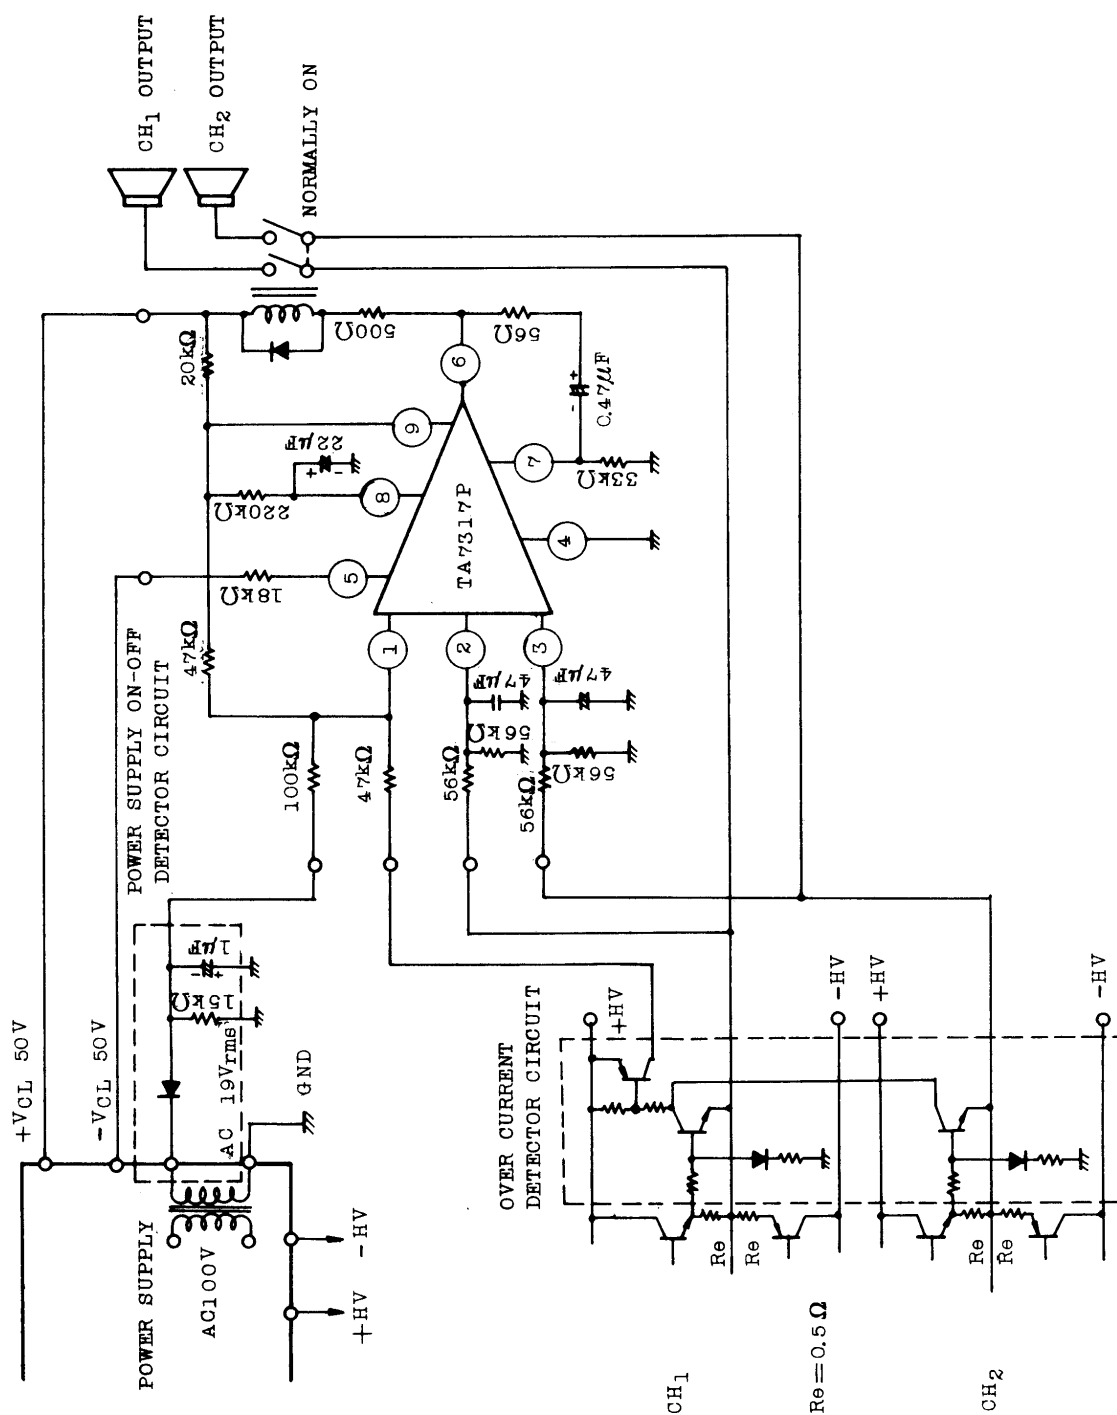 POWER SUPPLY
AC100V
+HV
-HV
+VCL 50V
-VCL 50V
AC 19Vrms
GND
15kΩ
1μF
-
+
POWER SUPPLY ON-OFF
DETECTOR CIRCUIT
100kΩ
47kΩ
47kΩ
18kΩ
220kΩ
22μF
+
-
20kΩ
500Ω
56Ω
0.47μF
-
+
33kΩ
56kΩ
56kΩ
47μF
56kΩ
56kΩ
47μF
1
2
3
4
5
6
7
8
9
TA7317P
CH1 OUTPUT
CH2 OUTPUT
NORMALLY ON
OVER CURRENT
DETECTOR CIRCUIT
+HV
-HV
+HV
-HV
CH1
Re
Re
Re=0.5Ω
CH2
Re
Re